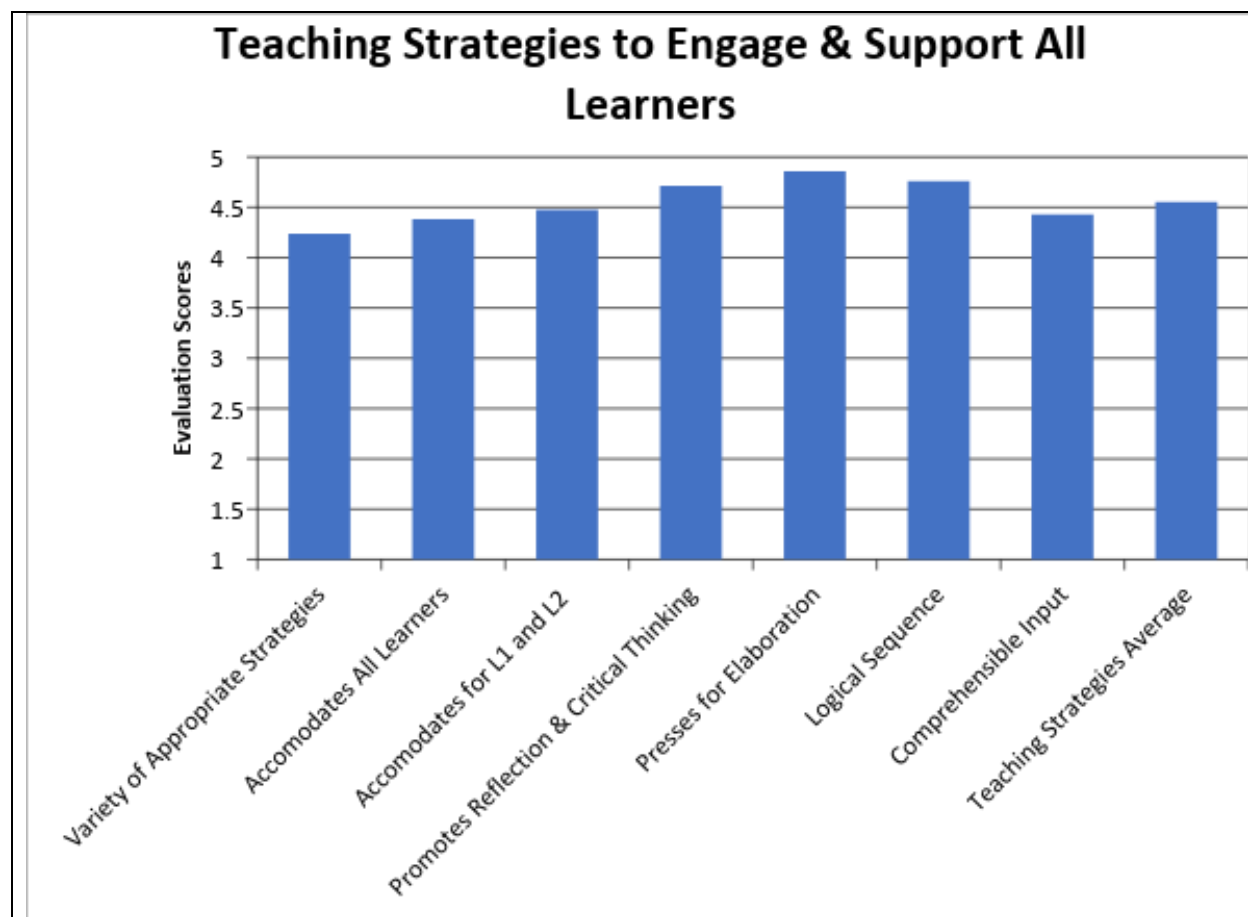 Teaching Strategies to Engage & Support All
Learners
Evaluation Scores
5
4.5
4
3.5
3
2.5
2
1.5
1
Variety of Appropriate Strategies
Accomodates All Learners
Accomodates for L1 and L2
Promotes Reflection & Critical Thinking
Presses for Elaboration
Logical Sequence
Comprehensible Input
Teaching Strategies Average